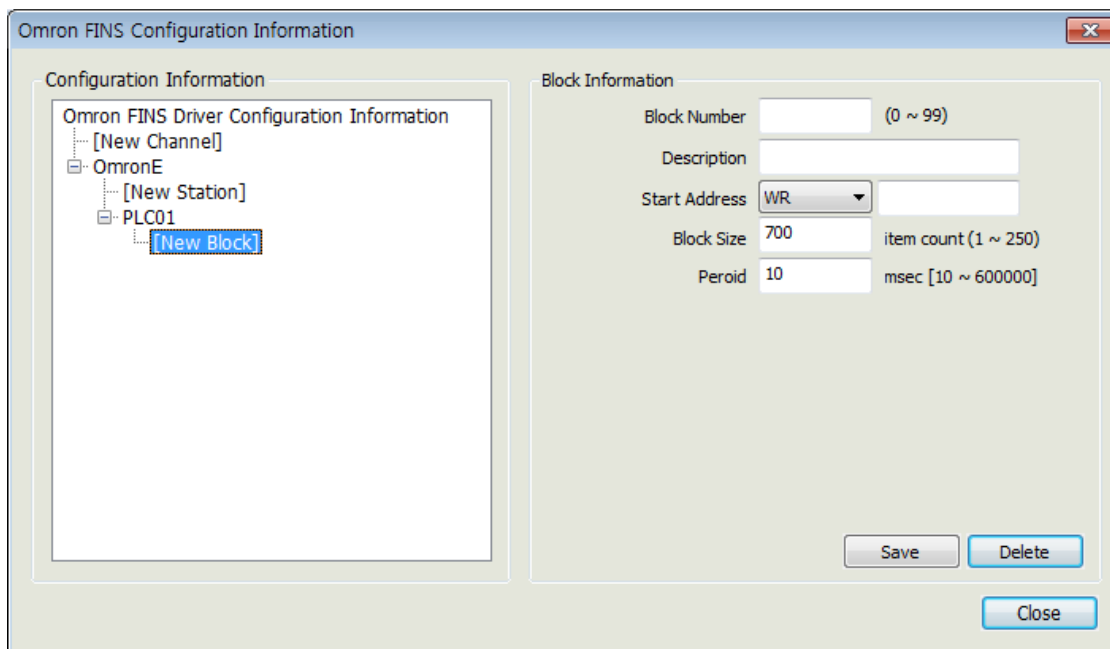 Omron FINS Configuration Information
Configuration Information
Omron FINS Driver Configuration Information
[New Channel]
OmronE
[New Station]
PLC01
[New Block]
Block Information
Block Number (0 ~ 99)
Description
Start Address WR
Block Size 700 item count (1 ~ 250)
Peroid 10 msec [10 ~ 600000]
Save Delete
Close